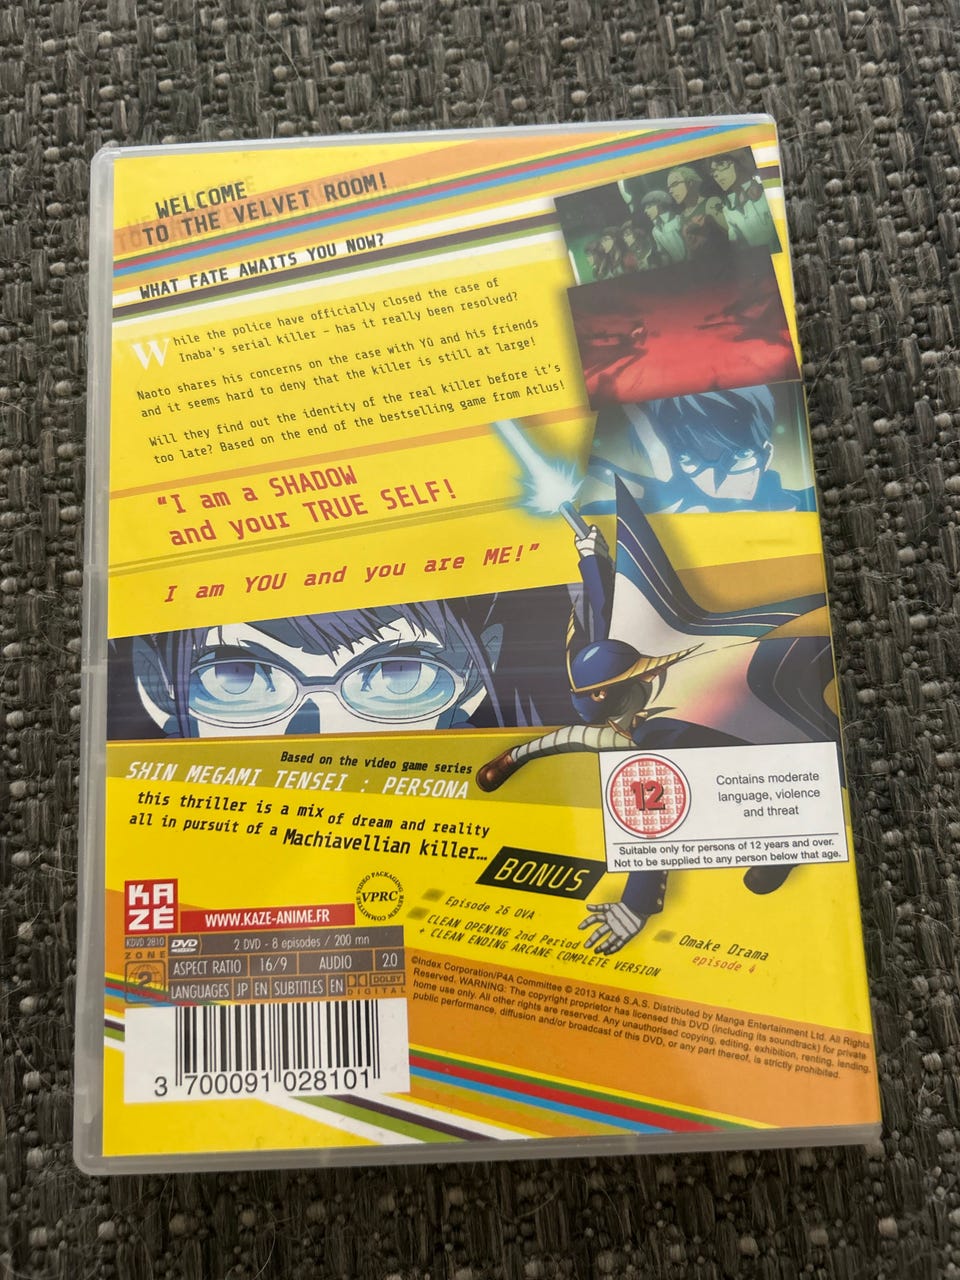 WELCOME
TO THE VELVET ROOM!
WHAT FATE AWAITS YOU NOW?
While the police have officially closed the case of
Inaba's serial killer – has it really been resolved?
Naoto shares his concerns on the case with Yû and his friends
and it seems hard to deny that the killer is still at large!
Will they find out the identity of the real killer before it's
too late? Based on the end of the bestselling game from Atlus!
"I am a SHADOW
and your TRUE SELF!
I am YOU and you are ME!"
Based on the video game series
SHIN MEGAMI TENSEI : PERSONA
this thriller is a mix of dream and reality
all in pursuit of a Machiavellian killer...
12
Contains moderate
language, violence
and threat
Suitable only for persons of 12 years and over.
Not to be supplied to any person below that age.
BONUS
Episode 26 OVA
CLEAN OPENING 2nd Period
+ CLEAN ENDING ARCANE COMPLETE VERSION
Omake Drama
episode 4
KAZÉ
WWW.KAZE-ANIME.FR
VIDEO PACKAGING REVIEW COMMITTEE
VPRC
KDVD 2810
ZONE
2
DVD
VIDEO
2 DVD - 8 episodes / 200 mn
ASPECT RATIO 16/9 AUDIO 2.0
LANGUAGES JP EN SUBTITLES EN
DOLBY
DIGITAL
©Index Corporation/P4A Committee © 2013 Kazé S.A.S. Distributed by Manga Entertainment Ltd. All Rights
Reserved. WARNING: The copyright proprietor has licensed this DVD (including its soundtrack) for private
home use only. All other rights are reserved. Any unauthorised copying, editing, exhibition, renting, lending,
public performance, diffusion and/or broadcast of this DVD, or any part thereof, is strictly prohibited.
3 700091 028101